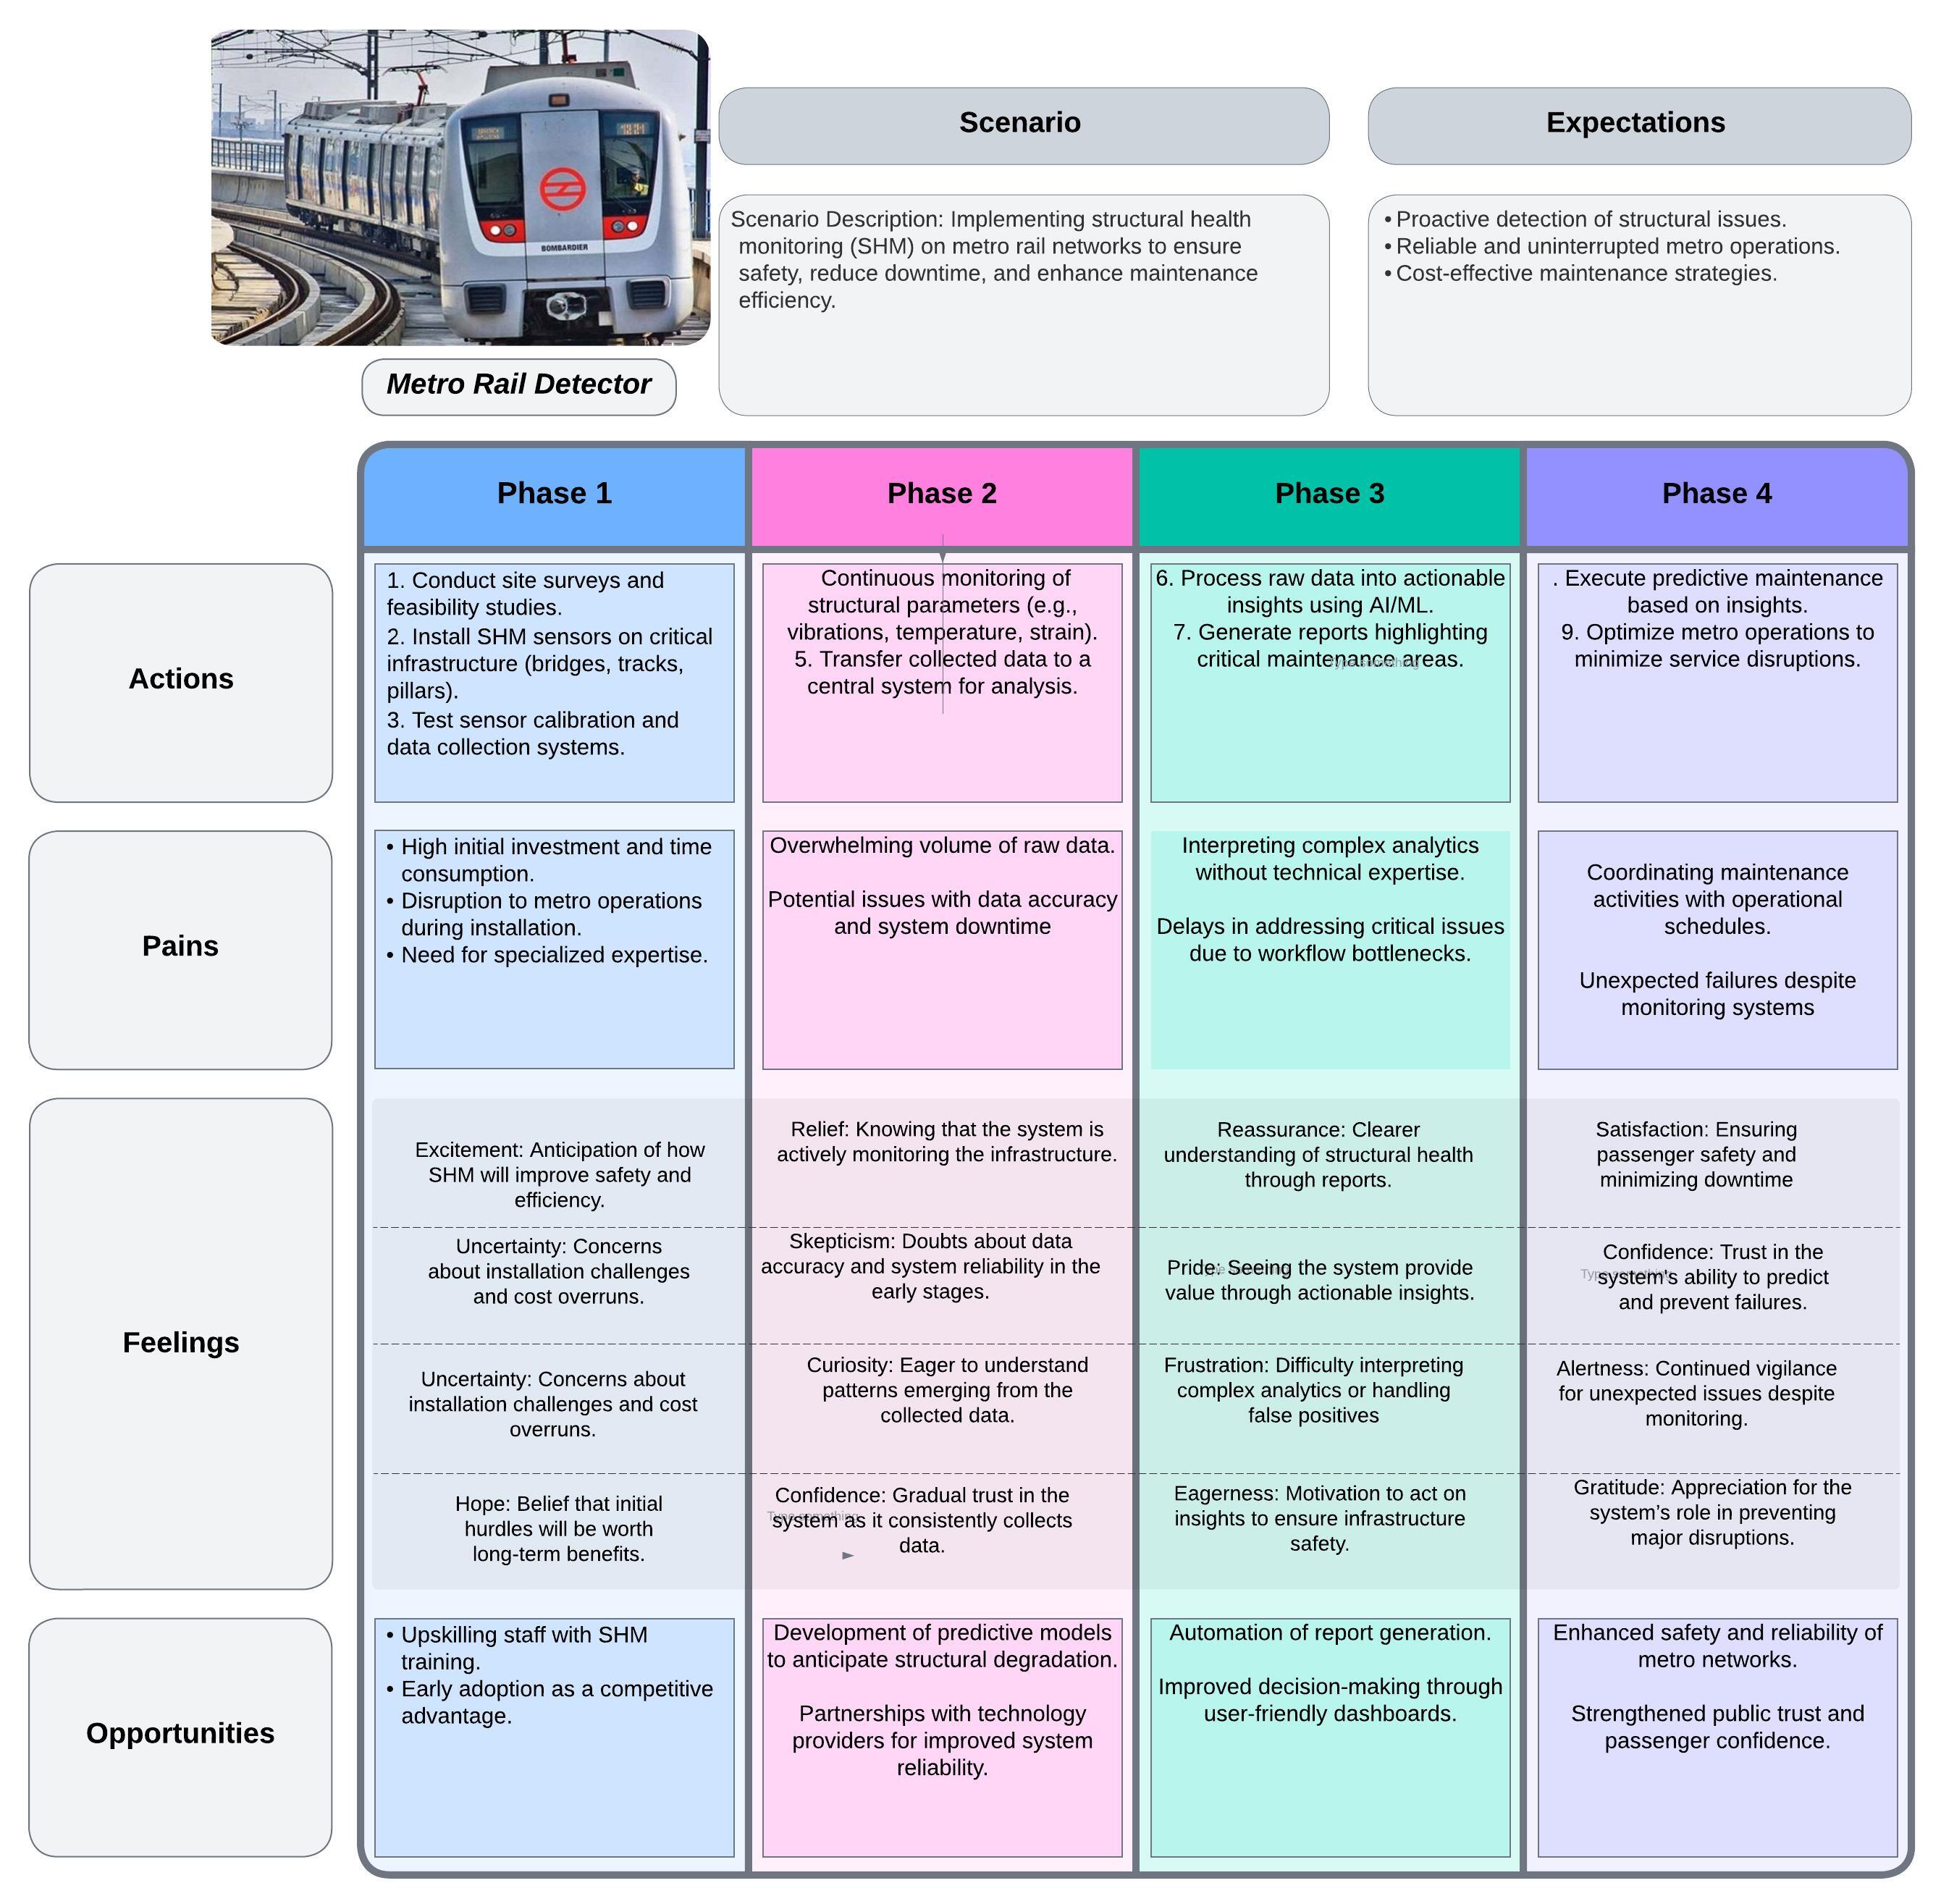 Scenario
Expectations
BOMBARDIER
Scenario Description: Implementing structural health
monitoring (SHM) on metro rail networks to ensure
safety, reduce downtime, and enhance maintenance
efficiency.
• Proactive detection of structural issues.
• Reliable and uninterrupted metro operations.
• Cost-effective maintenance strategies.
Metro Rail Detector
Phase 1
Phase 2
Phase 3
Phase 4
Actions
1. Conduct site surveys and
feasibility studies.
2. Install SHM sensors on critical
infrastructure (bridges, tracks,
pillars).
3. Test sensor calibration and
data collection systems.
Continuous monitoring of
structural parameters (e.g.,
vibrations, temperature, strain).
5. Transfer collected data to a
central system for analysis.
6. Process raw data into actionable
insights using AI/ML.
7. Generate reports highlighting
critical maintenance areas.
Type something
. Execute predictive maintenance
based on insights.
9. Optimize metro operations to
minimize service disruptions.
Pains
• High initial investment and time
consumption.
• Disruption to metro operations
during installation.
• Need for specialized expertise.
Overwhelming volume of raw data.
Potential issues with data accuracy
and system downtime
Interpreting complex analytics
without technical expertise.
Delays in addressing critical issues
due to workflow bottlenecks.
Coordinating maintenance
activities with operational
schedules.
Unexpected failures despite
monitoring systems
Feelings
Excitement: Anticipation of how
SHM will improve safety and
efficiency.
Relief: Knowing that the system is
actively monitoring the infrastructure.
Reassurance: Clearer
understanding of structural health
through reports.
Satisfaction: Ensuring
passenger safety and
minimizing downtime
Uncertainty: Concerns
about installation challenges
and cost overruns.
Skepticism: Doubts about data
accuracy and system reliability in the
early stages.
Pride: Seeing the system provide
value through actionable insights.
Type something
Confidence: Trust in the
system's ability to predict
and prevent failures.
Type something
Uncertainty: Concerns about
installation challenges and cost
overruns.
Curiosity: Eager to understand
patterns emerging from the
collected data.
Frustration: Difficulty interpreting
complex analytics or handling
false positives
Alertness: Continued vigilance
for unexpected issues despite
monitoring.
Hope: Belief that initial
hurdles will be worth
long-term benefits.
Confidence: Gradual trust in the
system as it consistently collects
data.
Type something
Eagerness: Motivation to act on
insights to ensure infrastructure
safety.
Gratitude: Appreciation for the
system’s role in preventing
major disruptions.
Opportunities
• Upskilling staff with SHM
training.
• Early adoption as a competitive
advantage.
Development of predictive models
to anticipate structural degradation.
Partnerships with technology
providers for improved system
reliability.
Automation of report generation.
Improved decision-making through
user-friendly dashboards.
Enhanced safety and reliability of
metro networks.
Strengthened public trust and
passenger confidence.